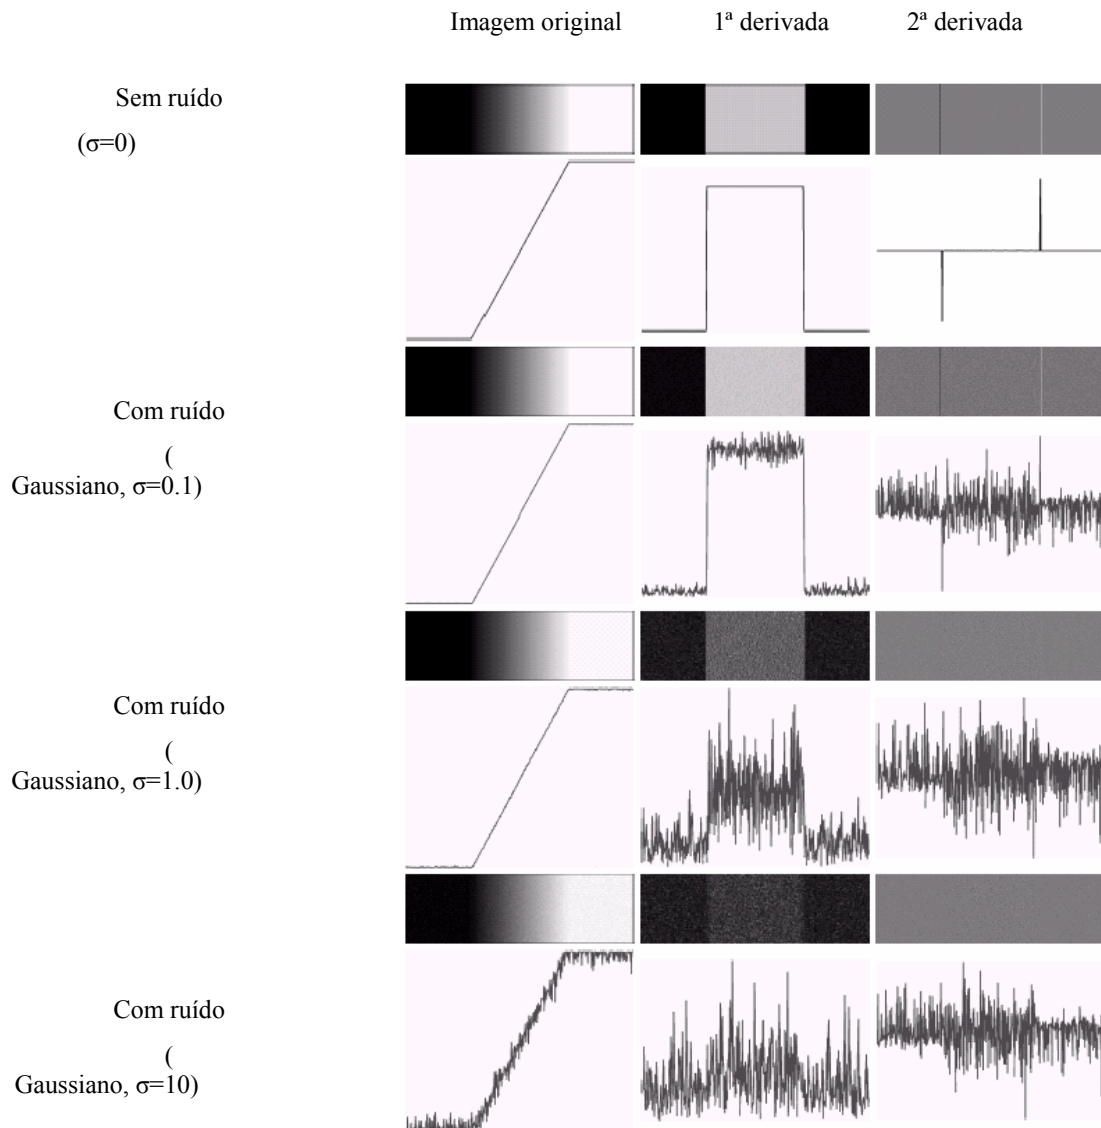 Imagem original 1ª derivada 2ª derivada
Sem ruído
(σ=0)
Com ruído
(
Gaussiano, σ=0.1)
Com ruído
(
Gaussiano, σ=1.0)
Com ruído
(
Gaussiano, σ=10)